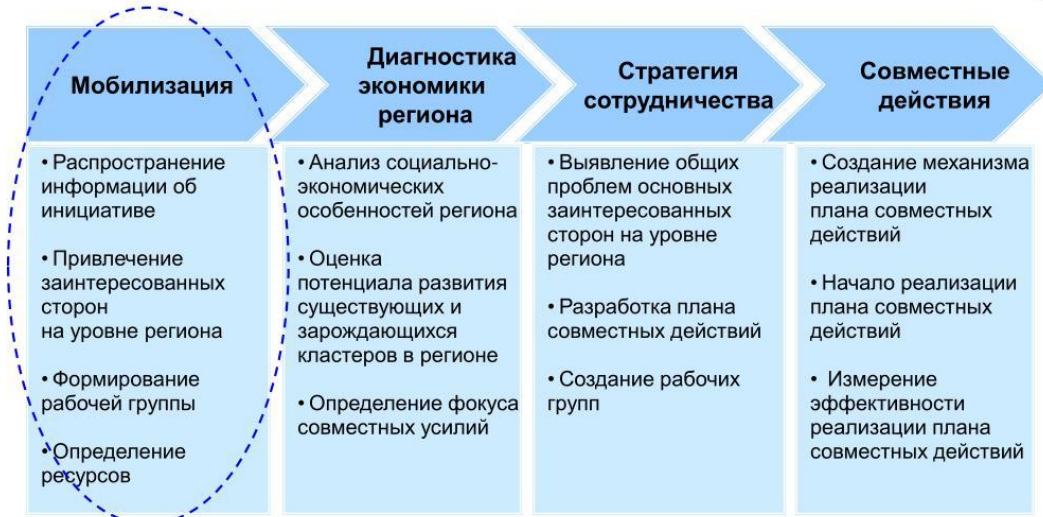 Мобилизация
• Распространение
информации об
инициативе
• Привлечение
заинтересованных
сторон
на уровне региона
• Формирование
рабочей группы
• Определение
ресурсов
Диагностика
экономики
региона
• Анализ социально-
экономических
особенностей региона
• Оценка
потенциала развития
существующих и
зарождающихся
кластеров в регионе
• Определение фокуса
совместных усилий
Стратегия
сотрудничества
• Выявление общих
проблем основных
заинтересованных
сторон на уровне
региона
• Разработка плана
совместных действий
• Создание рабочих
групп
Совместные
действия
• Создание механизма
реализации
плана совместных
действий
• Начало реализации
плана совместных
действий
• Измерение
эффективности
реализации плана
совместных действий